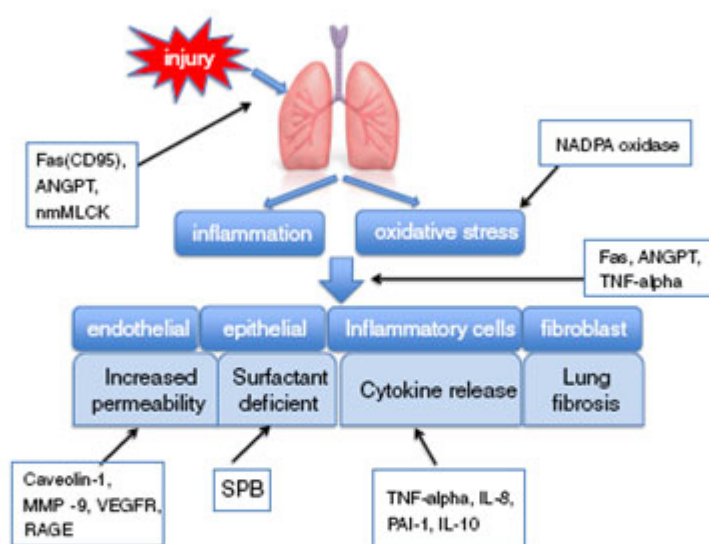 injury
Fas(CD95),
ANGPT,
nmMLCK
NADPA oxidase
inflammation
oxidative stress
Fas, ANGPT,
TNF-alpha
endothelial
epithelial
Inflammatory cells
fibroblast
Increased
permeability
Surfactant
deficient
Cytokine release
Lung
fibrosis
Caveolin-1,
MMP -9, VEGFR,
RAGE
SPB
TNF-alpha, IL-8,
PAI-1, IL-10